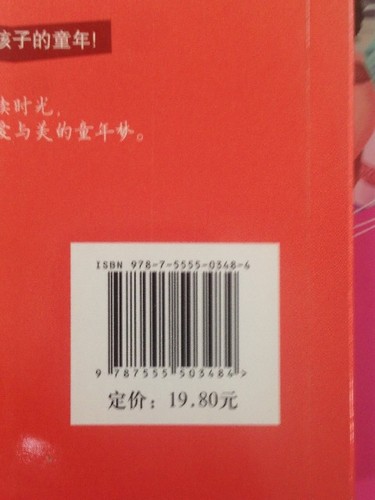 孩子的童年!
读时光,
爱与美的童年梦。
ISBN 978-7-5555-0348-4
9 787555 503484>
定价: 19.80元